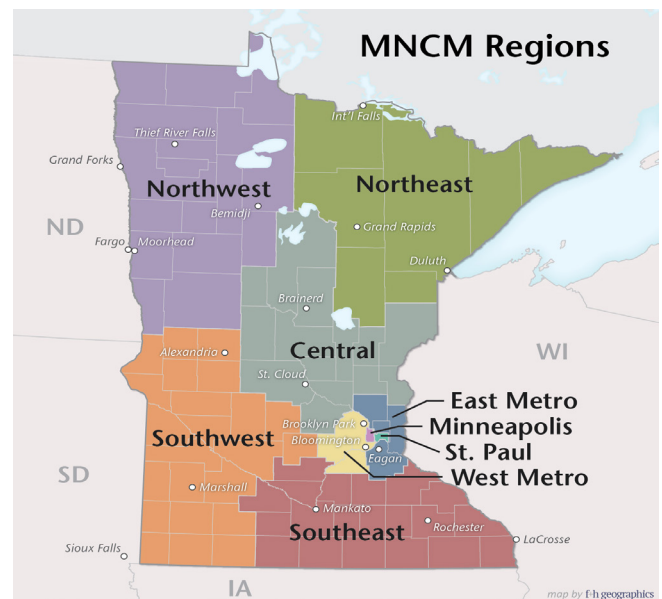 MNCM Regions
Int'l Falls
Thief River Falls
Grand Forks
Northwest
Northeast
Bemidji
Grand Rapids
ND
Fargo
Moorhead
Duluth
Brainerd
Central
WI
Alexandria
St. Cloud
East Metro
Brooklyn Park
Minneapolis
Southwest
Bloomington
St. Paul
Eagan
West Metro
SD
Marshall
Mankato
Southeast
Rochester
LaCrosse
Sioux Falls
IA
map by f+h geographics